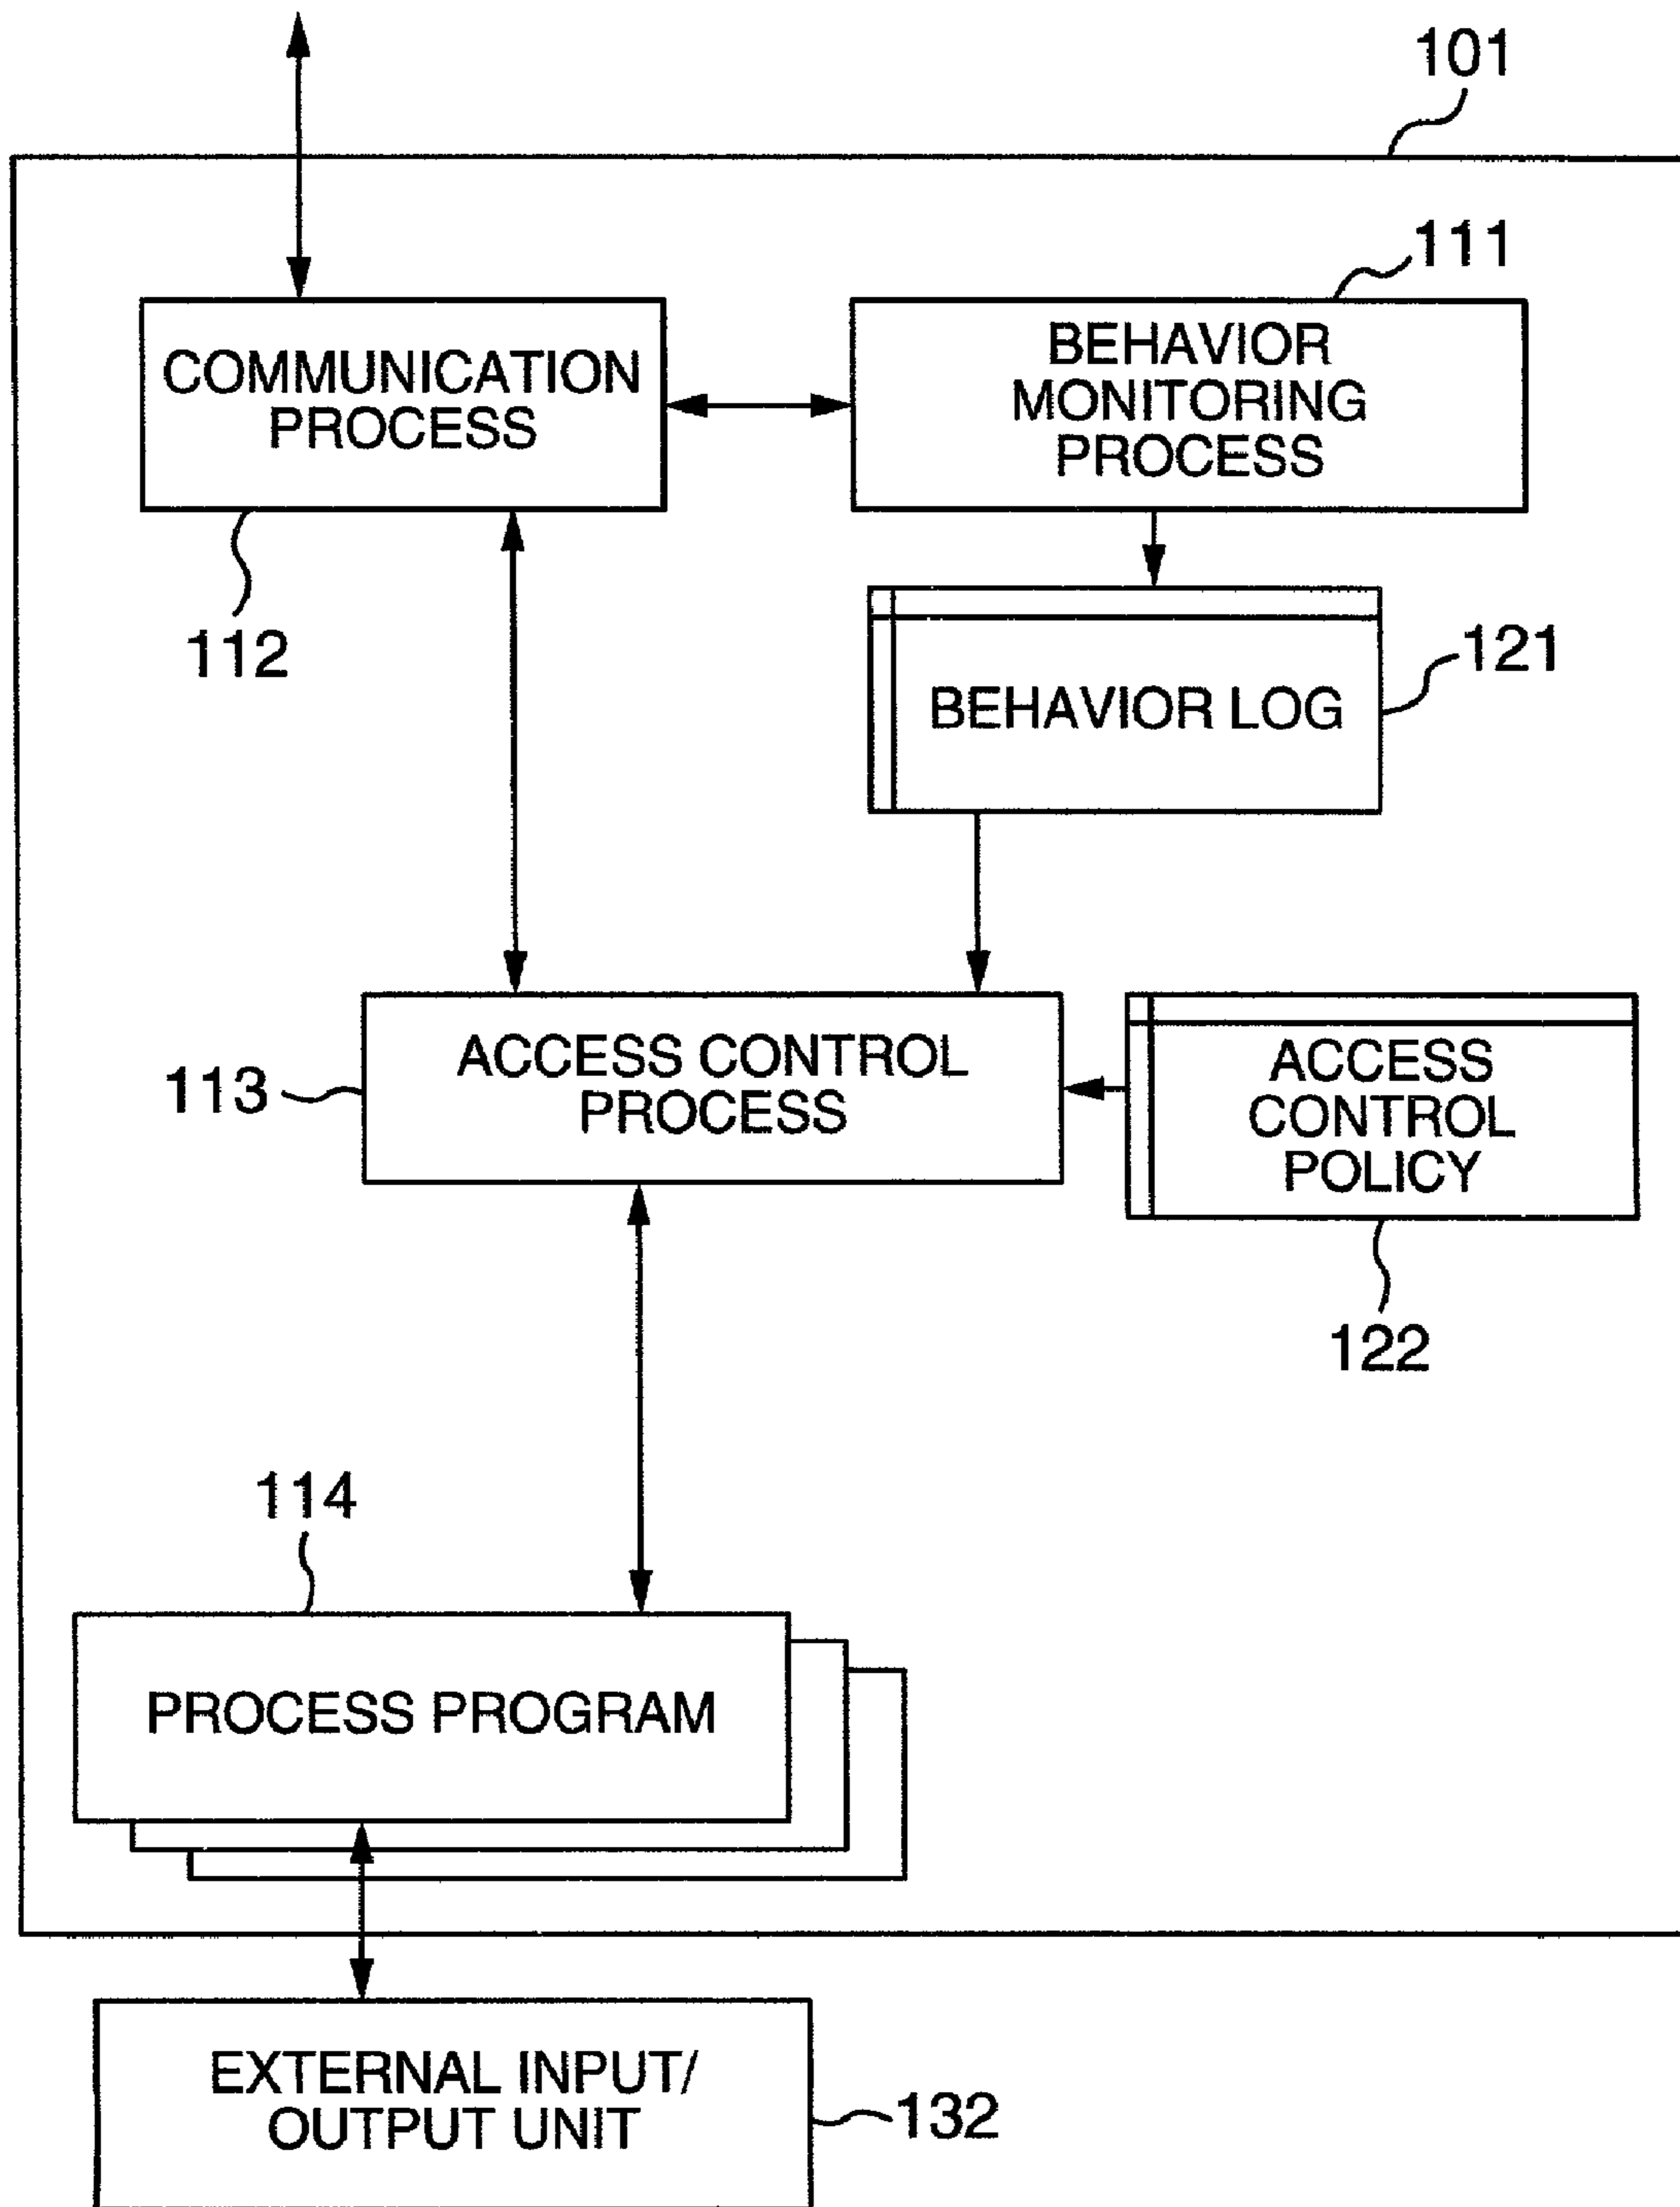 101
111
COMMUNICATION
PROCESS
BEHAVIOR
MONITORING
PROCESS
112
BEHAVIOR LOG
121
ACCESS CONTROL
PROCESS
113
ACCESS
CONTROL
POLICY
122
114
PROCESS PROGRAM
EXTERNAL INPUT/
OUTPUT UNIT
132